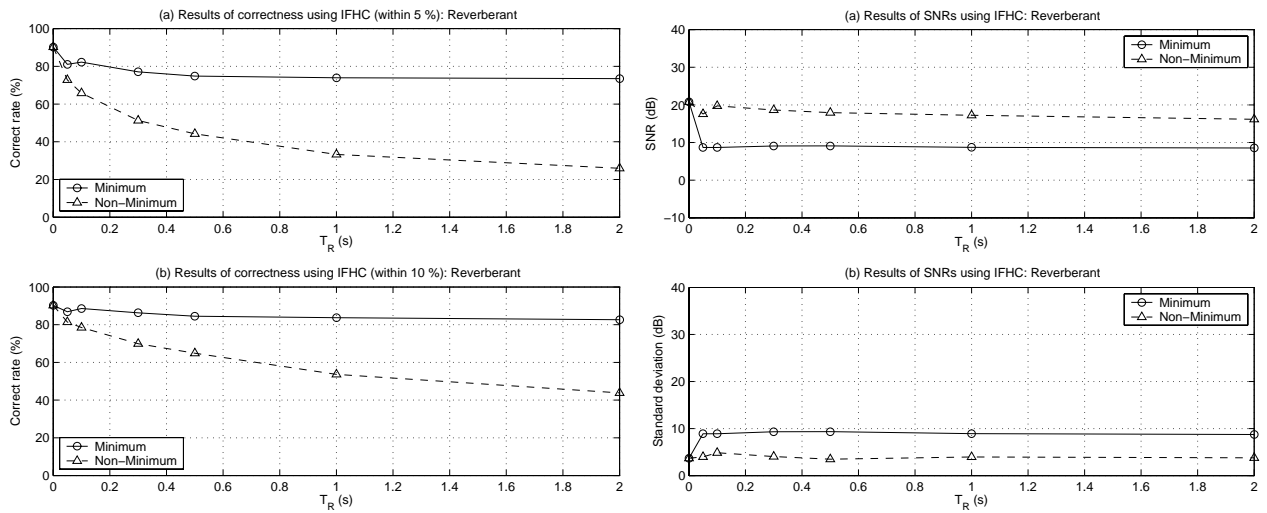 (a) Results of correctness using IFHC (within 5 %): Reverberant
100
80
60
40
20
0
Correct rate (%)
Minimum
Non−Minimum
0 0.2 0.4 0.6 0.8 1 1.2 1.4 1.6 1.8 2
T_R (s)
(b) Results of correctness using IFHC (within 10 %): Reverberant
100
80
60
40
20
0
Correct rate (%)
Minimum
Non−Minimum
0 0.2 0.4 0.6 0.8 1 1.2 1.4 1.6 1.8 2
T_R (s)
(a) Results of SNRs using IFHC: Reverberant
40
30
20
10
0
−10
SNR (dB)
Minimum
Non−Minimum
0 0.2 0.4 0.6 0.8 1 1.2 1.4 1.6 1.8 2
T_R (s)
(b) Results of SNRs using IFHC: Reverberant
40
30
20
10
0
Standard deviation (dB)
Minimum
Non−Minimum
0 0.2 0.4 0.6 0.8 1 1.2 1.4 1.6 1.8 2
T_R (s)